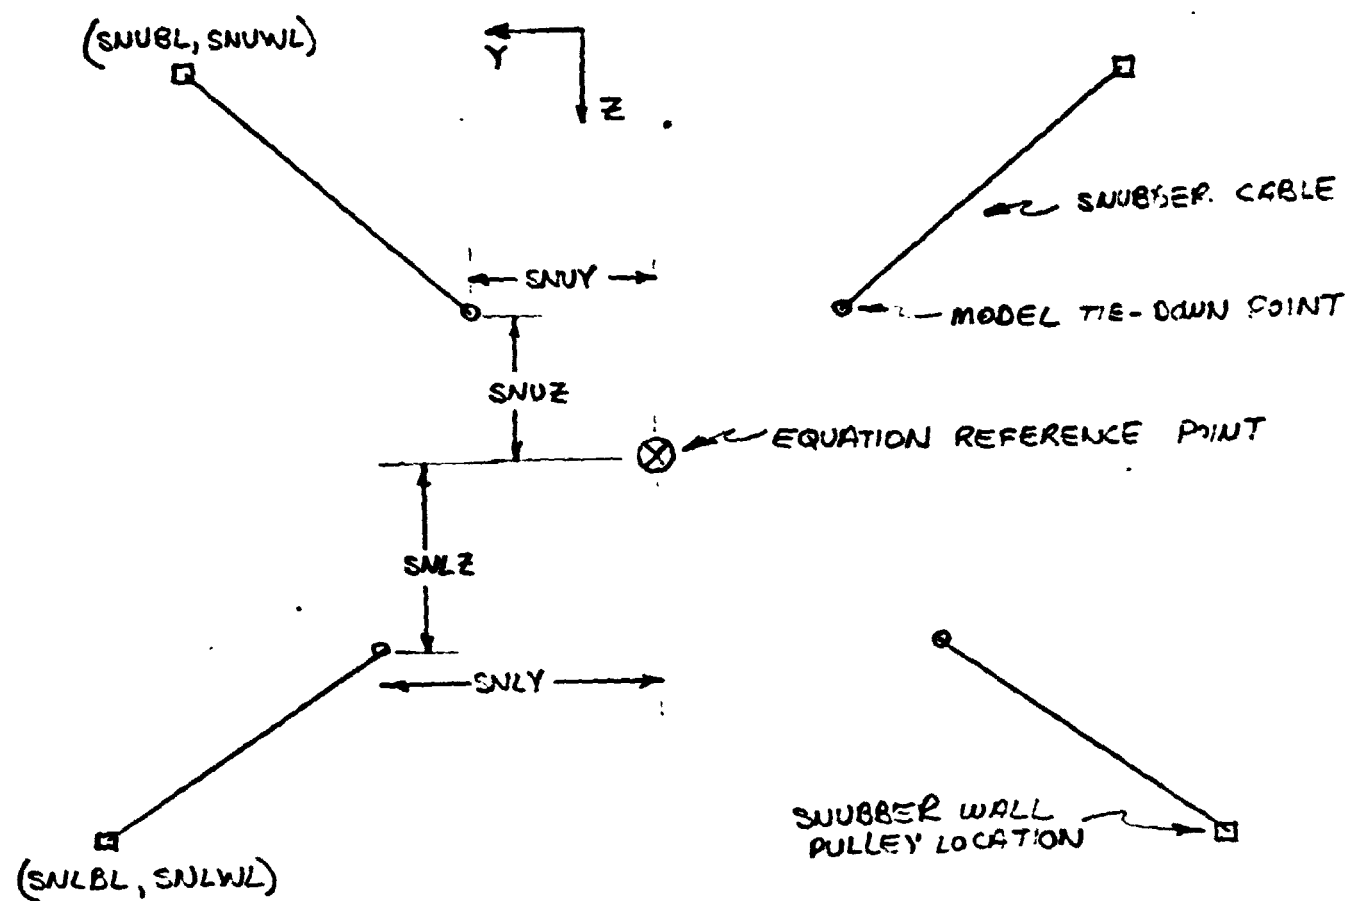 (SNUBL, SNUWL)
Y
Z
SNUBBER CABLE
SNUY
MODEL TIE-DOWN POINT
SNUZ
EQUATION REFERENCE POINT
SNLZ
SNLY
SNUBBER WALL
PULLEY LOCATION
(SNLBL, SNLWL)